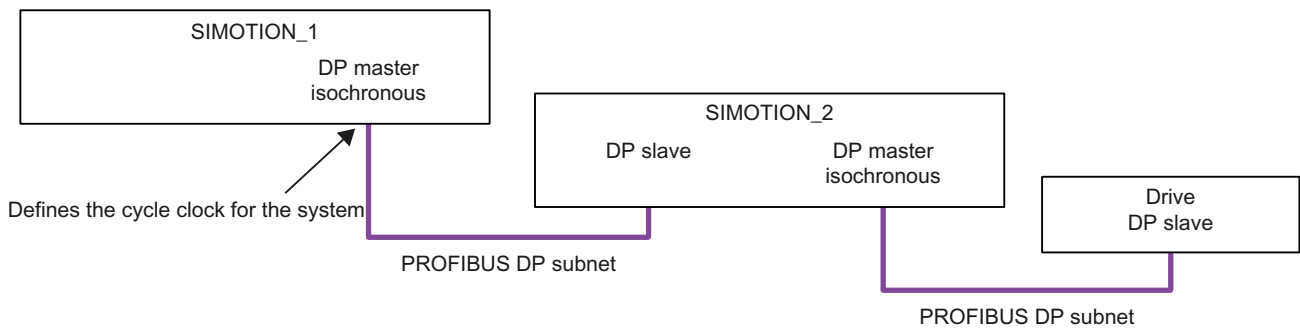 SIMOTION_1
DP master
isochronous
Defines the cycle clock for the system
SIMOTION_2
DP slave
DP master
isochronous
Drive
DP slave
PROFIBUS DP subnet
PROFIBUS DP subnet